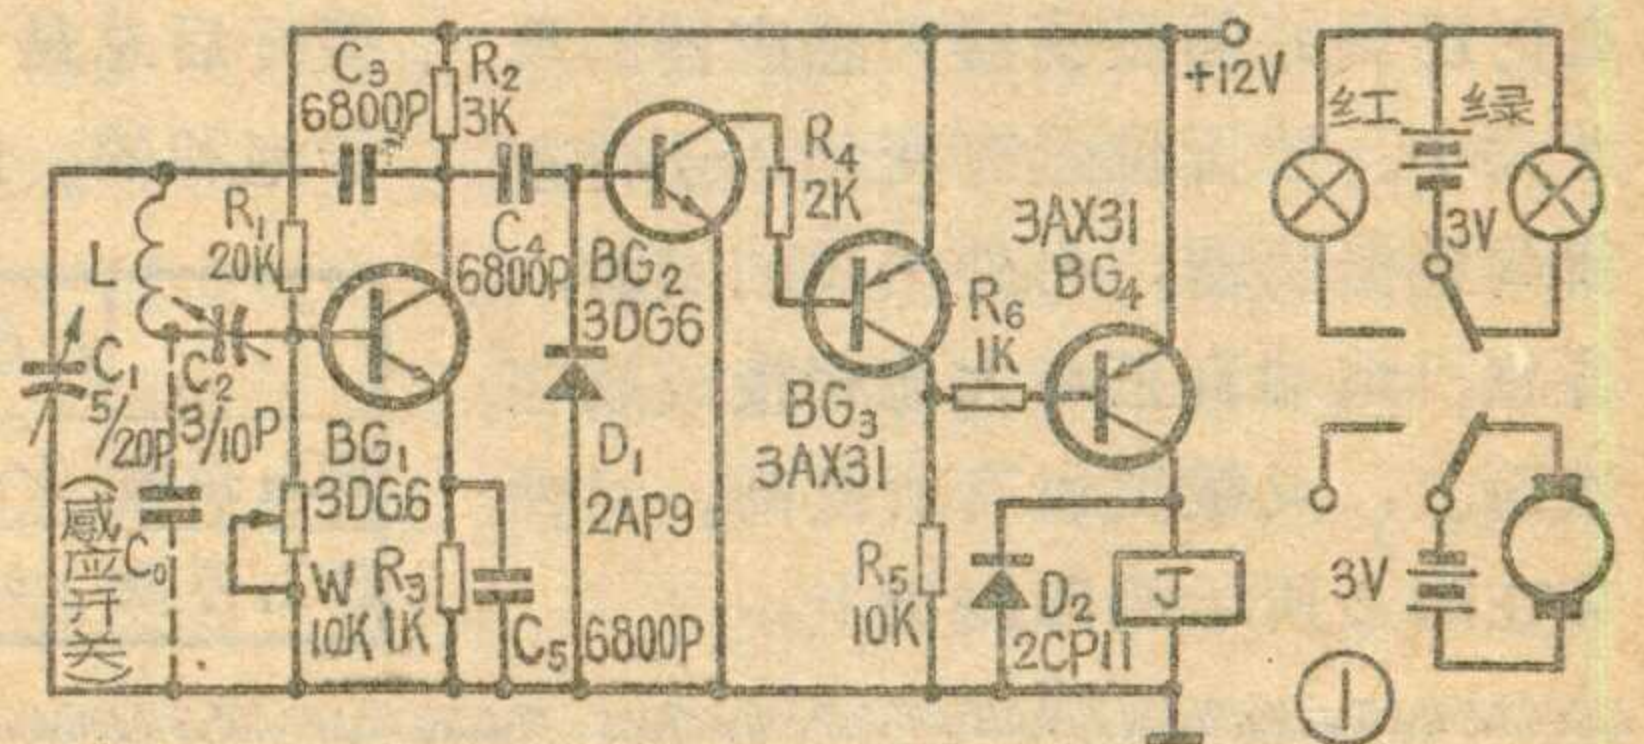 C3
6800P
R2
3K
+12V
红
绿
3V
R1
20K
L
C4
6800P
BG2
3DG6
R4
2K
3AX31
BG4
R6
1K
C1
5/20P
C2
3/10P
(感应开关)
C0
BG1
3DG6
W
10K
R3
1K
C5
6800P
D1
2AP9
BG3
3AX31
R5
10K
D2
2CP11
J
3V
1